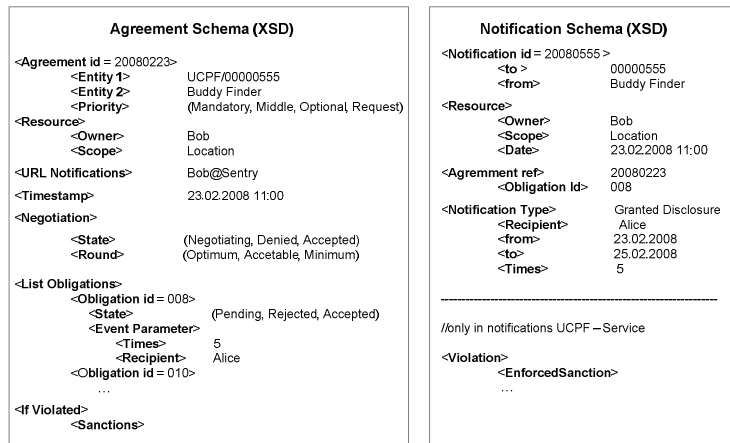 Agreement Schema (XSD)
<Agreement id = 20080223>
<Entity 1> UCPF/00000555
<Entity 2> Buddy Finder
<Priority> (Mandatory, Middle, Optional, Request)
<Resource>
<Owner> Bob
<Scope> Location
<URL Notifications> Bob@Sentry
<Timestamp> 23.02.2008 11:00
<Negotiation>
<State> (Negotiating, Denied, Accepted)
<Round> (Optimum, Accetable, Minimum)
<List Obligations>
<Obligation id = 008>
<State> (Pending, Rejected, Accepted)
<Event Parameter>
<Times> 5
<Recipient> Alice
<Obligation id = 010>
...
<If Violated>
<Sanctions>
Notification Schema (XSD)
<Notification id = 20080555 >
<to > 00000555
<from> Buddy Finder
<Resource>
<Owner> Bob
<Scope> Location
<Date> 23.02.2008 11:00
<Agremment ref> 20080223
<Obligation Id> 008
<Notification Type> Granted Disclosure
<Recipient> Alice
<from> 23.02.2008
<to> 25.02.2008
<Times> 5
//only in notifications UCPF – Service
<Violation>
<EnforcedSanction>
...